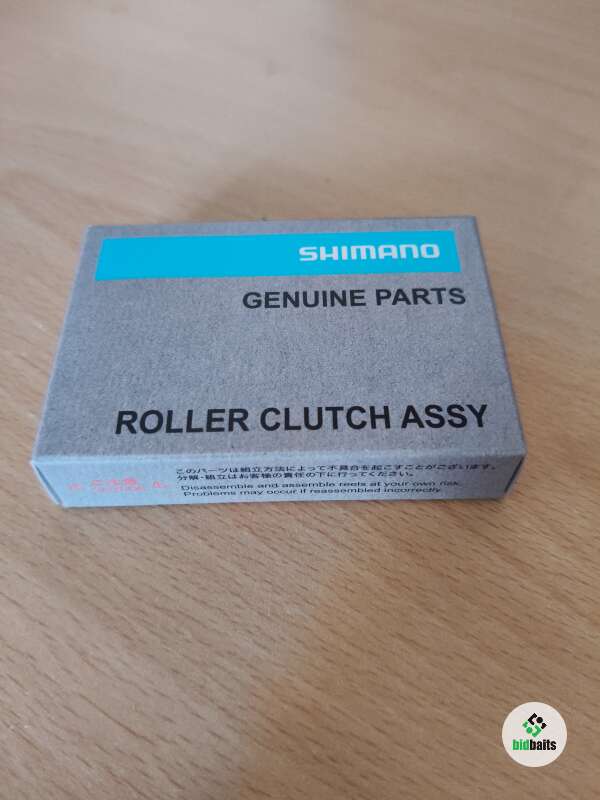 SHIMANO
GENUINE PARTS
ROLLER CLUTCH ASSY
このパーツは組立方法によって不具合を起こすことがございます。
分解・組立はお客様の責任の下に行ってください。
ご注意
Disassemble and assemble reels at your own risk.
Problems may occur if reassembled incorrectly.
bidbaits